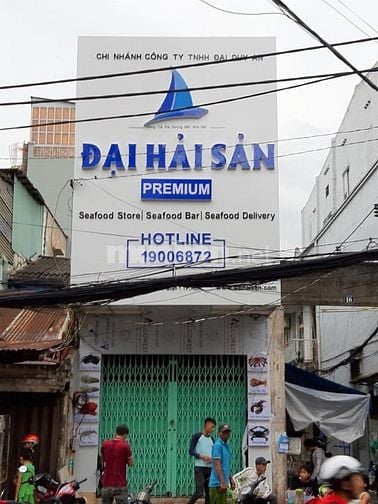 CHI NHÁNH CÔNG TY TNHH ĐẠI DUY AN
ĐẠI HẢI SẢN
PREMIUM
Seafood Store | Seafood Bar | Seafood Delivery
HOTLINE
19006872
16